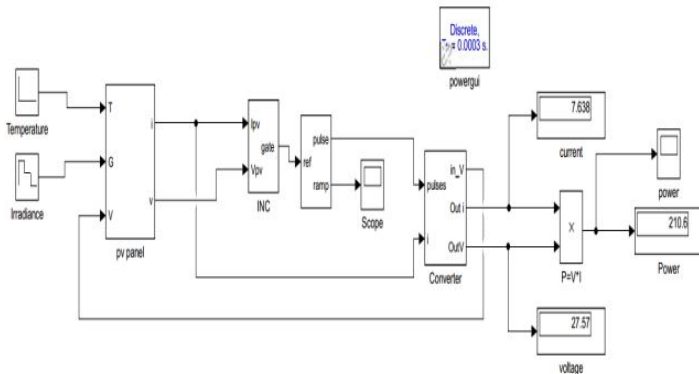 Discrete,
= 0.0003 s.
powergui
Temperature
Irradiance
T
G
V
i
v
pv panel
Ipv
Vpv
gate
INC
ref
pulse
ramp
Scope
pulses
i
in_V
Out i
OutV
Converter
7.638
current
X
P=V*I
power
210.6
Power
27.57
voltage